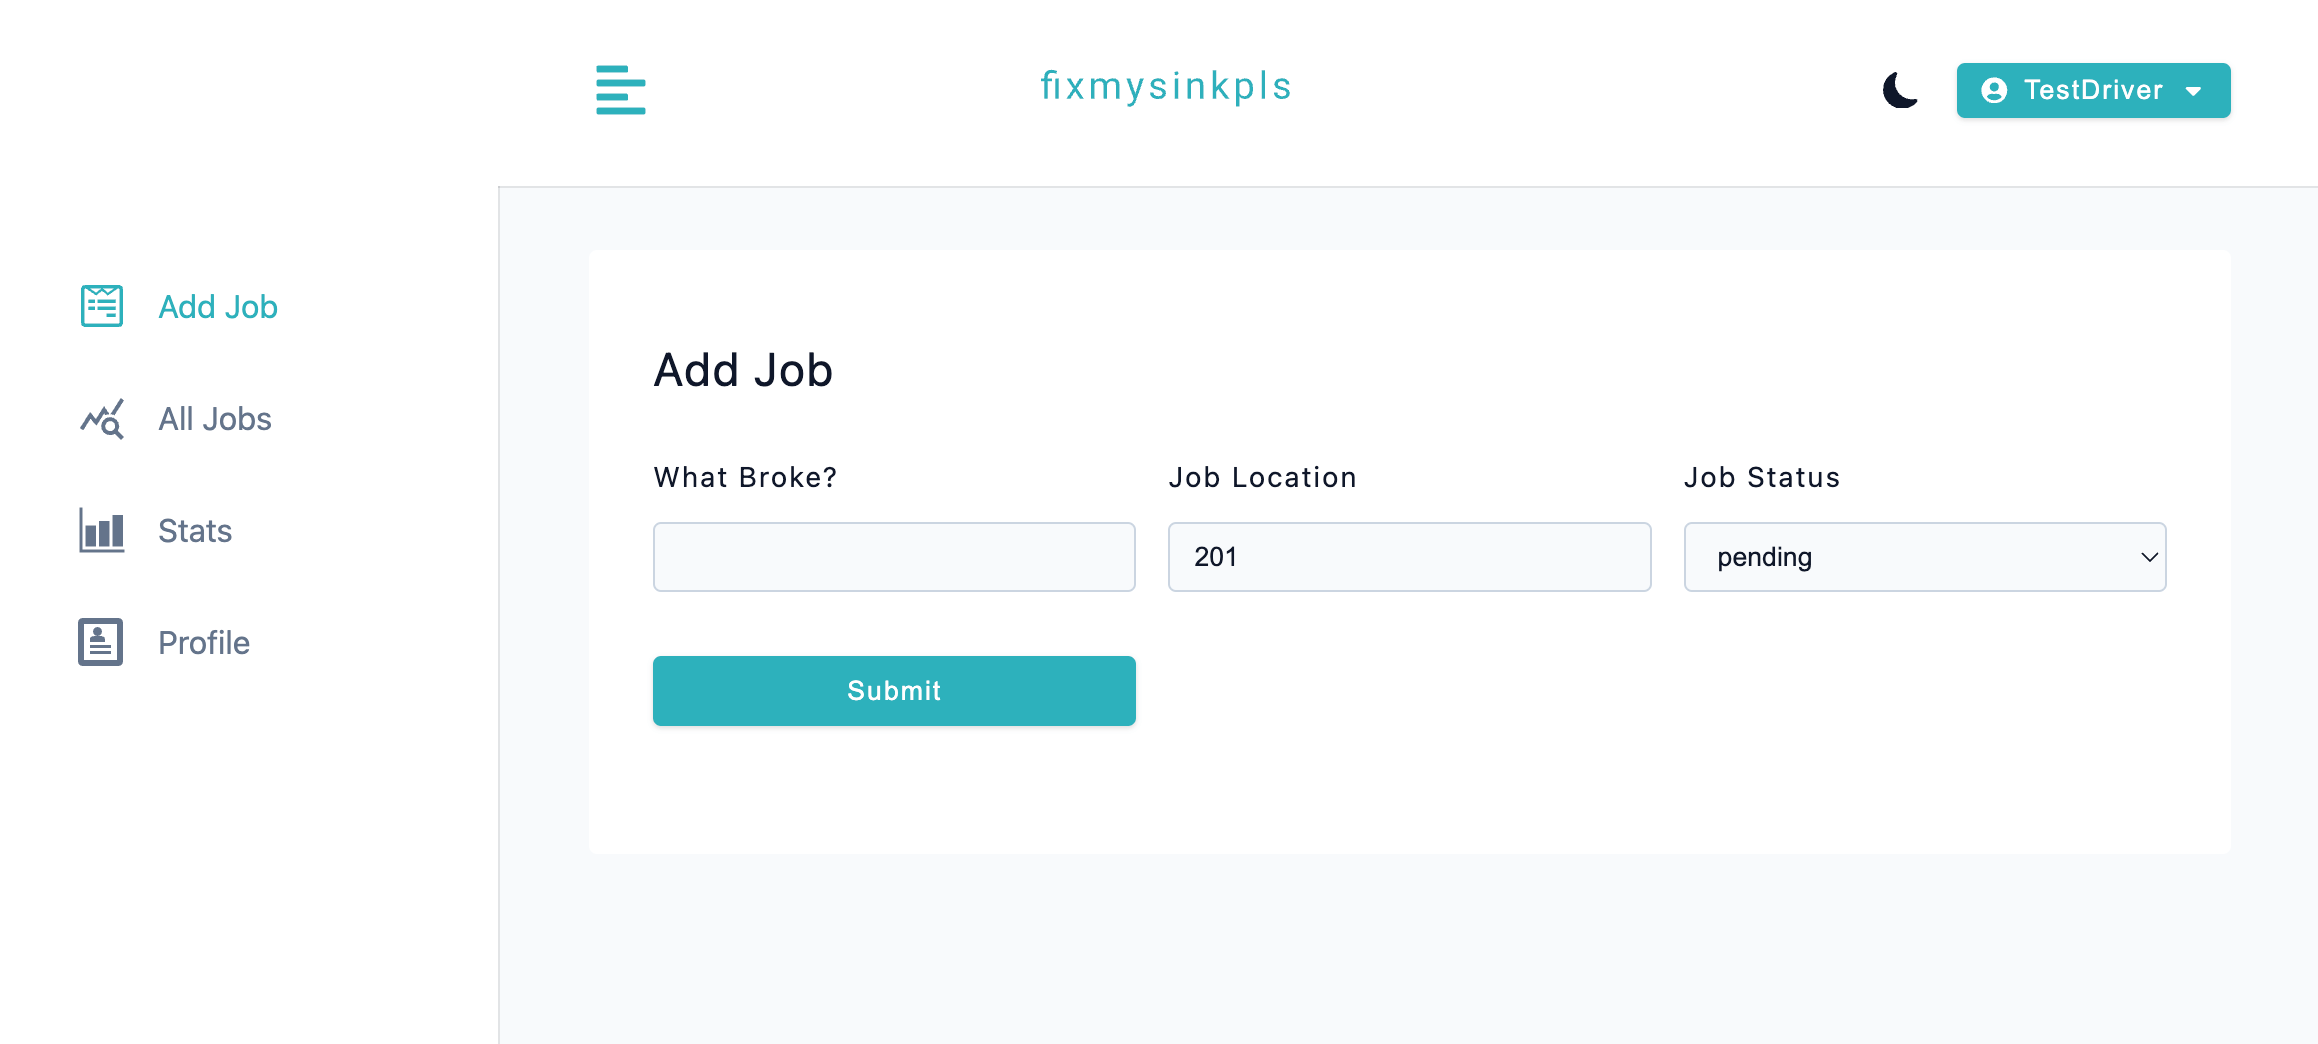 fixmysinkpls
TestDriver
Add Job
All Jobs
Stats
Profile
Add Job
What Broke?
Job Location
201
Job Status
pending
Submit